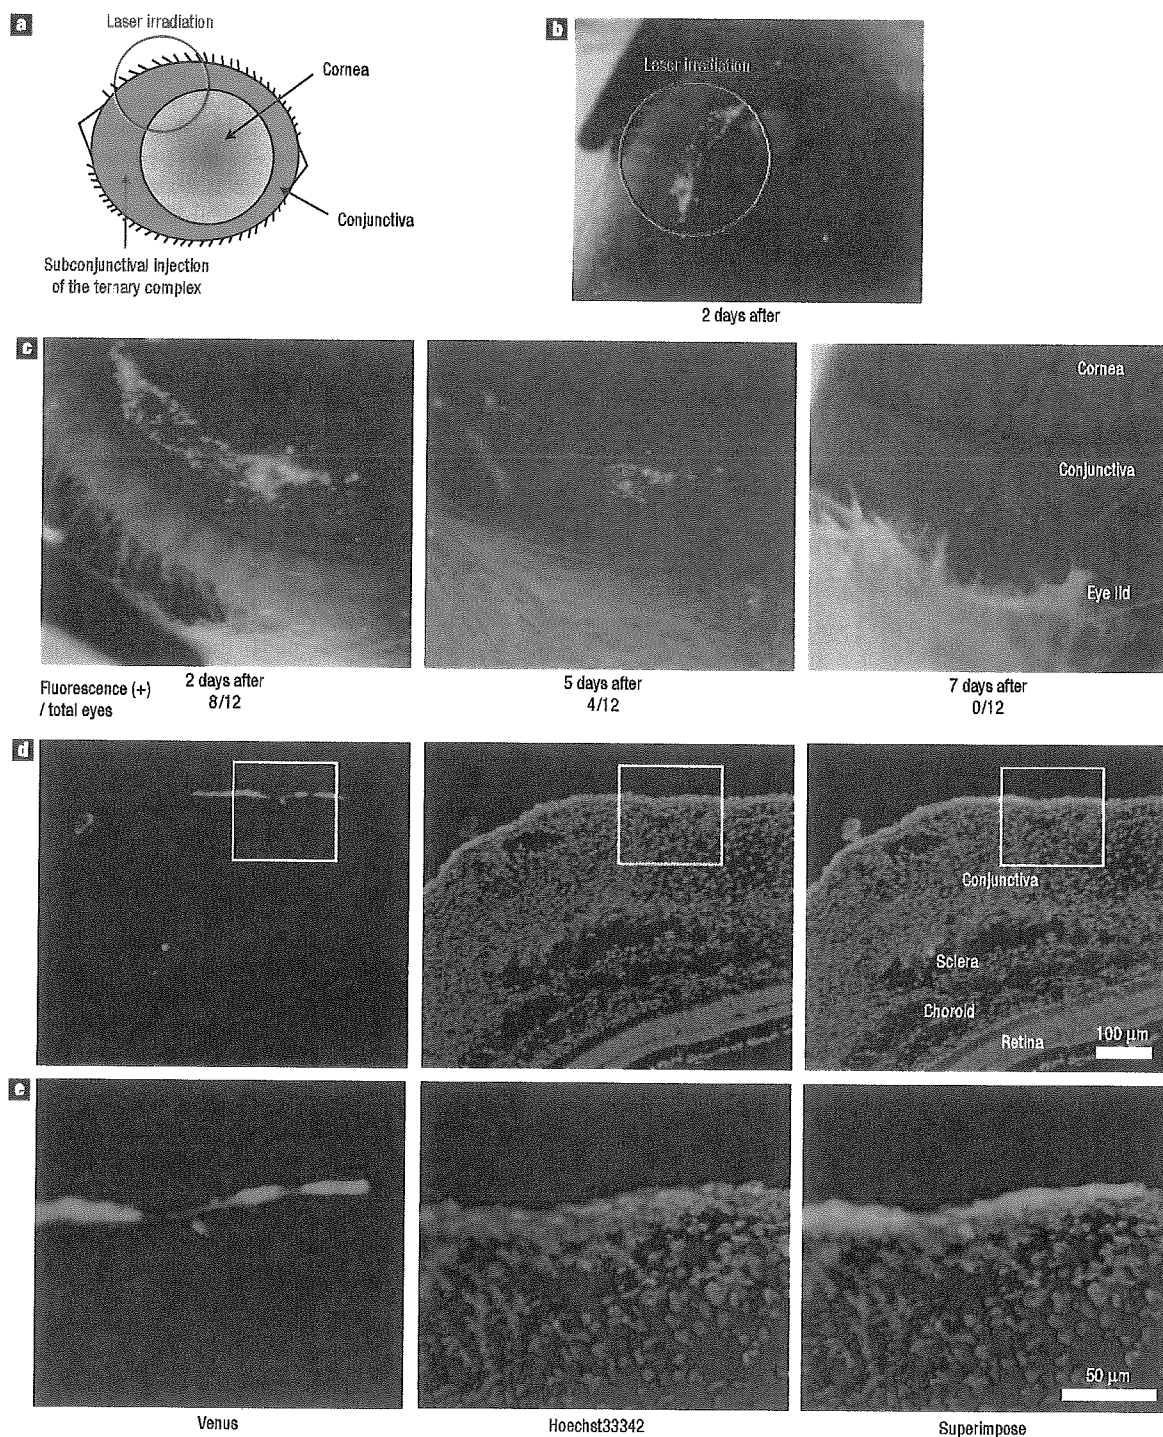 a
Laser irradiation
Cornea
Conjunctiva
Subconjunctival injection
of the ternary complex
b
Laser irradiation
2 days after
c
Cornea
Conjunctiva
Eye lid
Fluorescence (+)
/ total eyes
2 days after
8/12
5 days after
4/12
7 days after
0/12
d
Conjunctiva
Sclera
Choroid
Retina
100 µm
e
50 µm
Venus
Hoechst33342
Superimpose